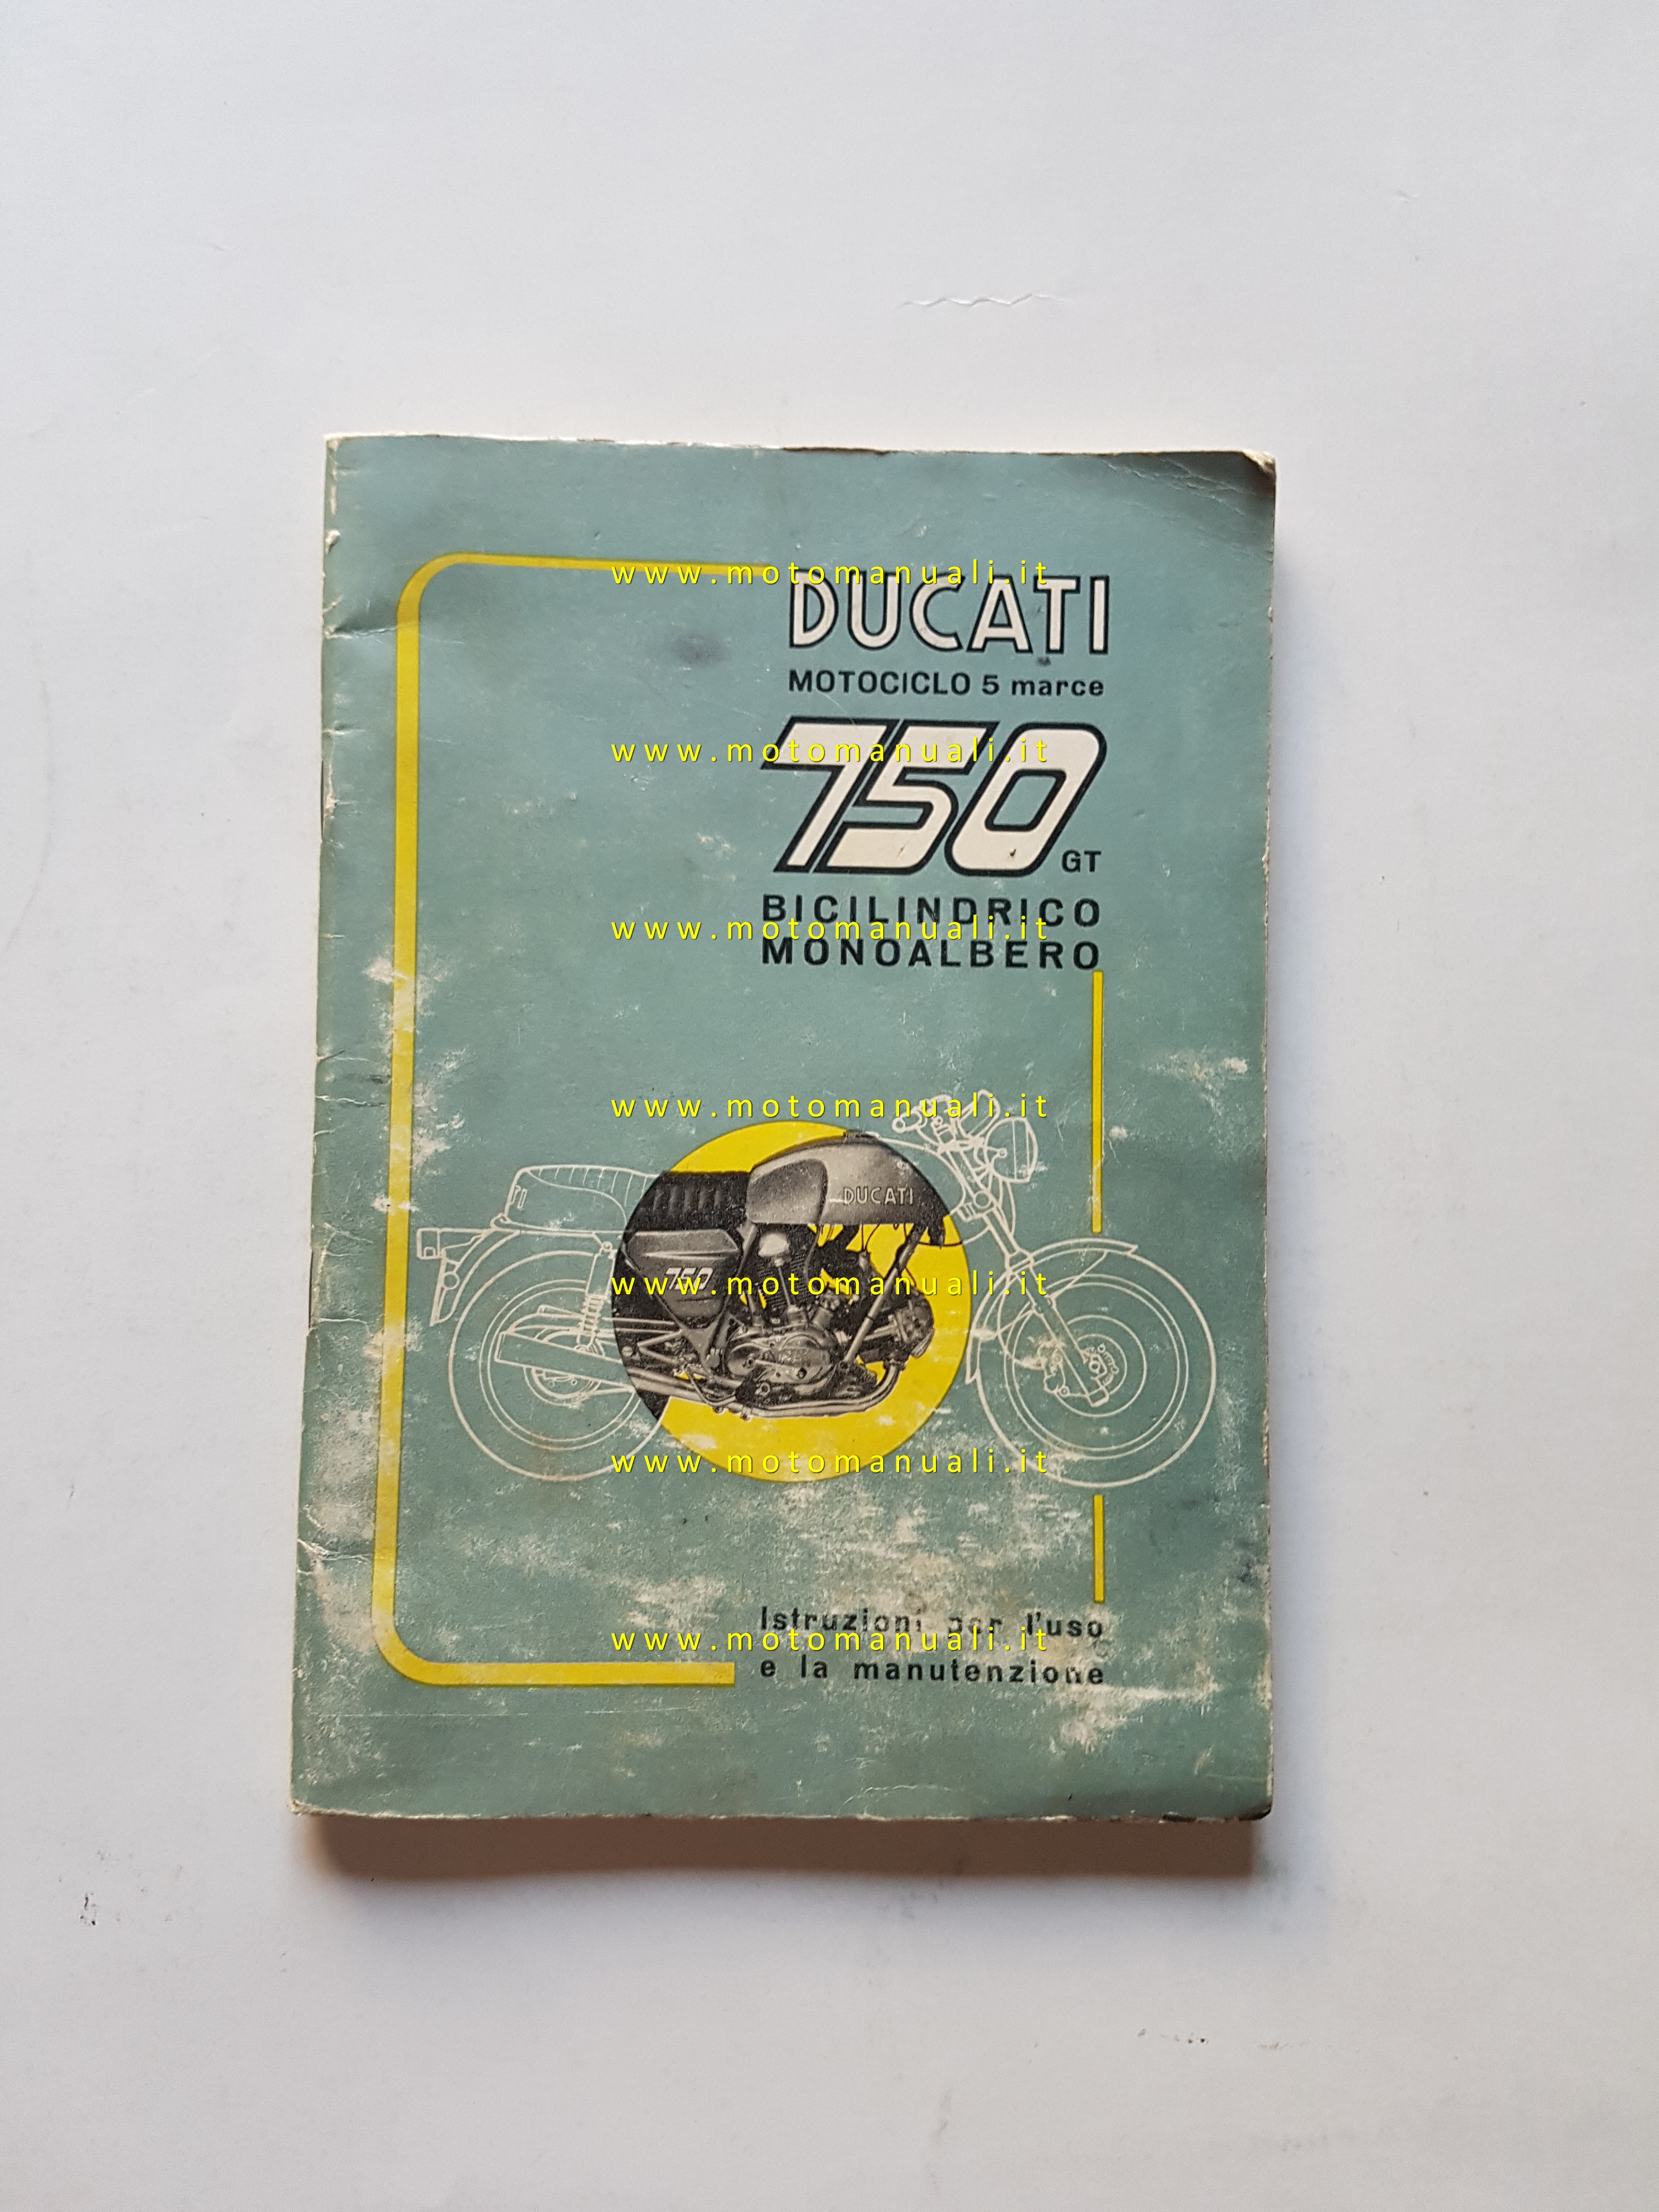 www.motomanuali.it
DUCATI
MOTOCICLO 5 marce
www.motomanuali.it
750 GT
BICILINDRICO
www.motomanuali.it
MONOALBERO
www.motomanuali.it
DUCATI
750
www.motomanuali.it
www.motomanuali.it
Istruzioni per l'uso
www.motomanuali.it
e la manutenzione